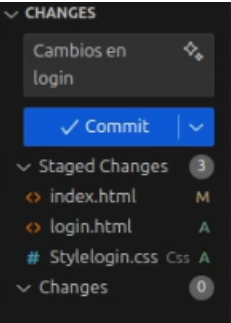 CHANGES
Cambios en
login
Commit
Staged Changes 3
index.html M
login.html A
# Stylelogin.css Css A
Changes 0